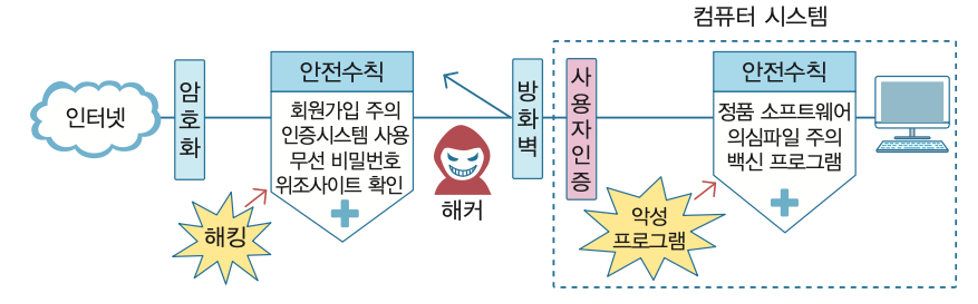 컴퓨터 시스템
인터넷
암호화
안전수칙
회원가입 주의
인증시스템 사용
무선 비밀번호
위조사이트 확인
해킹
해커
방화벽
사용자인증
안전수칙
정품 소프트웨어
의심파일 주의
백신 프로그램
악성
프로그램